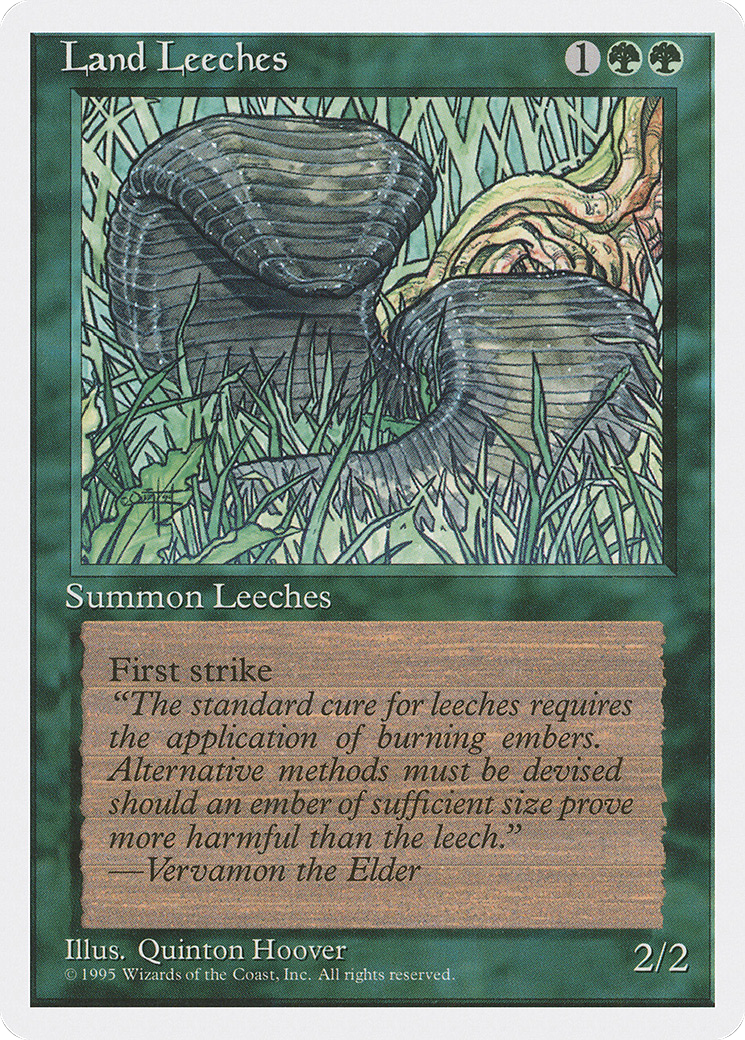 Land Leeches
1
Summon Leeches
First strike
“The standard cure for leeches requires
the application of burning embers.
Alternative methods must be devised
should an ember of sufficient size prove
more harmful than the leech.”
—Vervamon the Elder
Illus. Quinton Hoover
2/2
© 1995 Wizards of the Coast, Inc. All rights reserved.